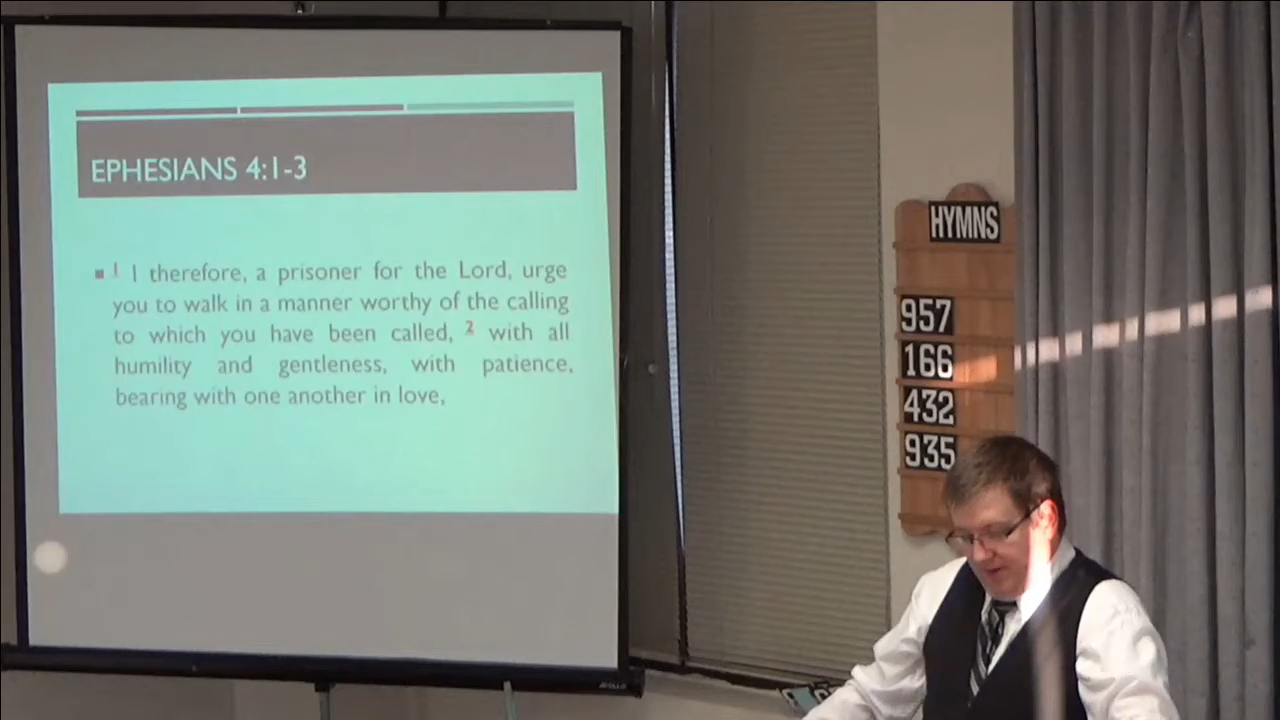 EPHESIANS 4:1-3
1 I therefore, a prisoner for the Lord, urge
you to walk in a manner worthy of the calling
to which you have been called, 2 with all
humility and gentleness, with patience,
bearing with one another in love,
HYMNS
957
166
432
935
APOLLO